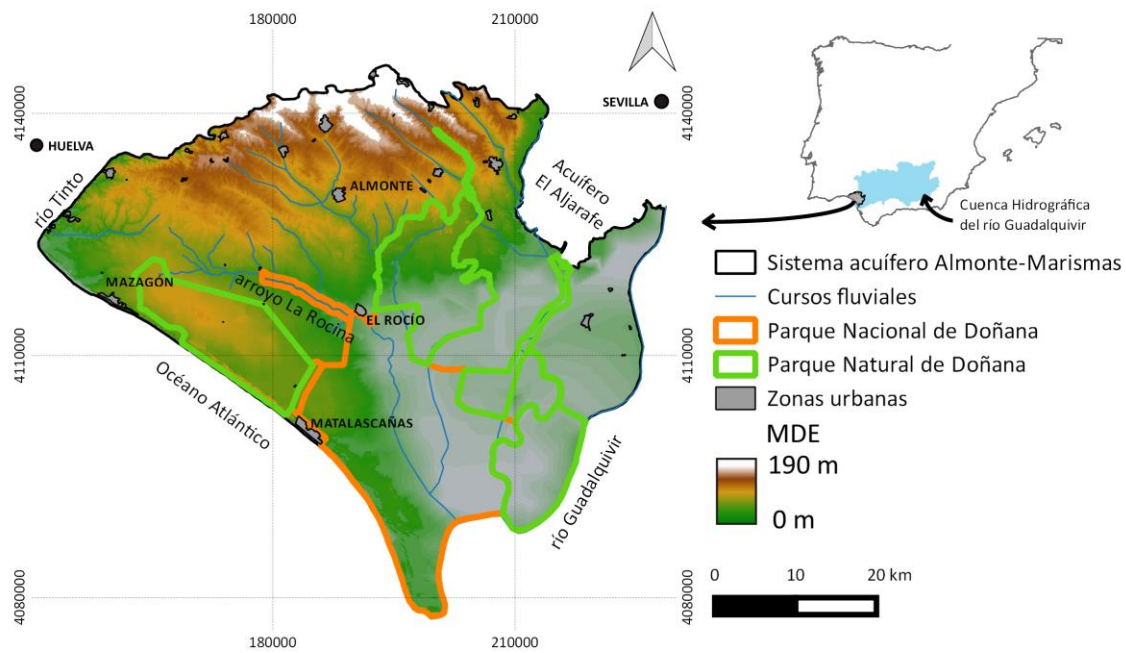 180000
210000
4140000
4140000
SEVILLA
HUELVA
río Tinto
ALMONTE
Acuífero
El Aljarafe
MAZAGÓN
arroyo La Rocina
EL ROCÍO
4110000
4110000
Océano Atlántico
MATALASCAÑAS
río Guadalquivir
4080000
4080000
180000
210000
Cuenca Hidrográfica
del río Guadalquivir
Sistema acuífero Almonte-Marismas
Cursos fluviales
Parque Nacional de Doñana
Parque Natural de Doñana
Zonas urbanas
MDE
190 m
0 m
0 10 20 km